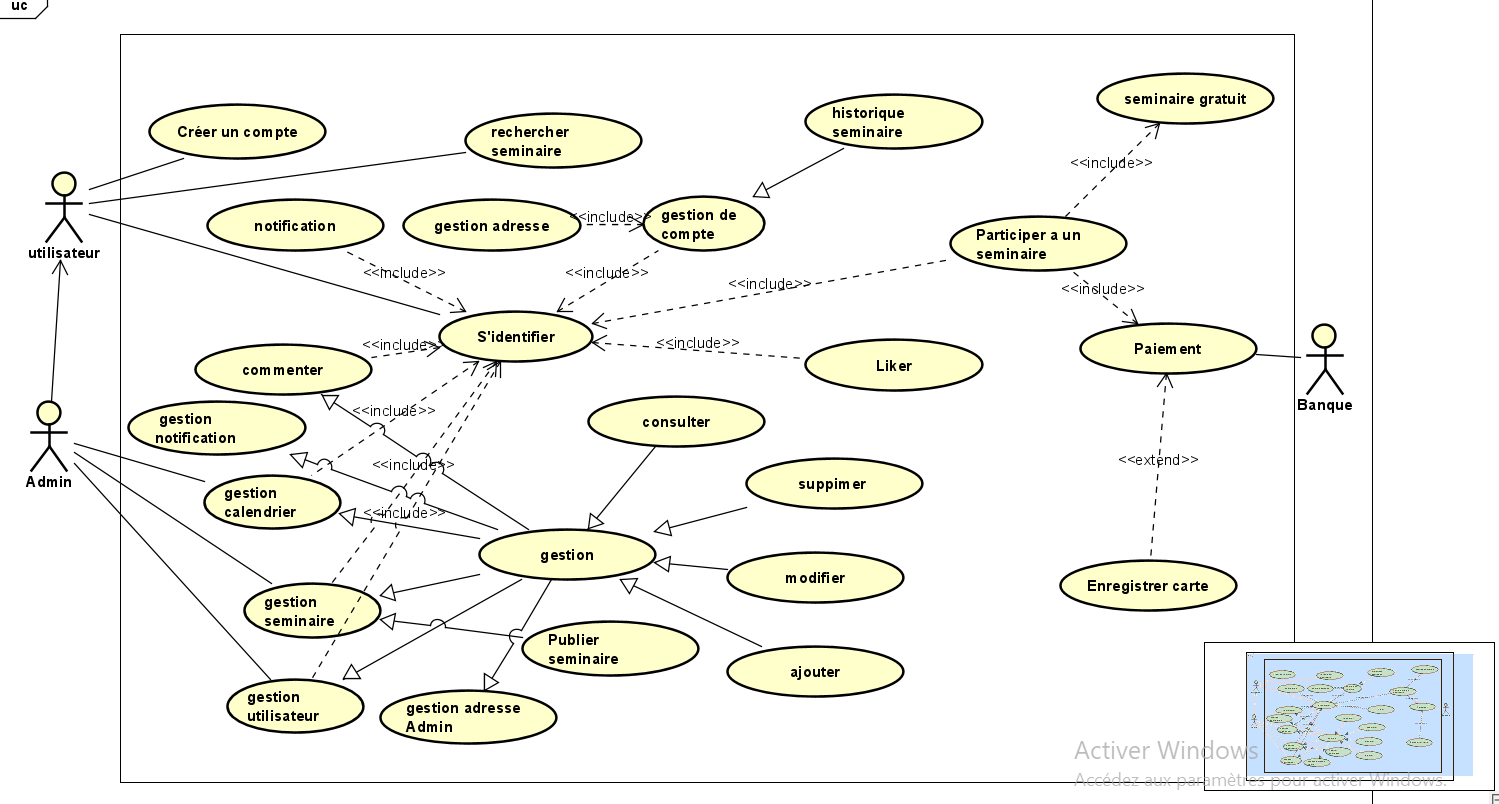 uc
Créer un compte
rechercher
seminaire
historique
seminaire
seminaire gratuit
<<include>>
utilisateur
notification
gestion adresse
<<include>>
gestion de
compte
Participer a un
seminaire
<<include>>
<<include>>
<<include>>
<<include>>
S'identifier
<<include>>
<<include>>
Paiement
commenter
Liker
Banque
<<include>>
gestion
notification
consulter
Admin
<<include>>
<<extend>>
suppimer
gestion
calendrier
<<include>>
gestion
modifier
Enregistrer carte
gestion
seminaire
Publier
seminaire
ajouter
gestion
utilisateur
gestion adresse
Admin
Activer Windows
Accédez aux paramètres pour activer Windows.